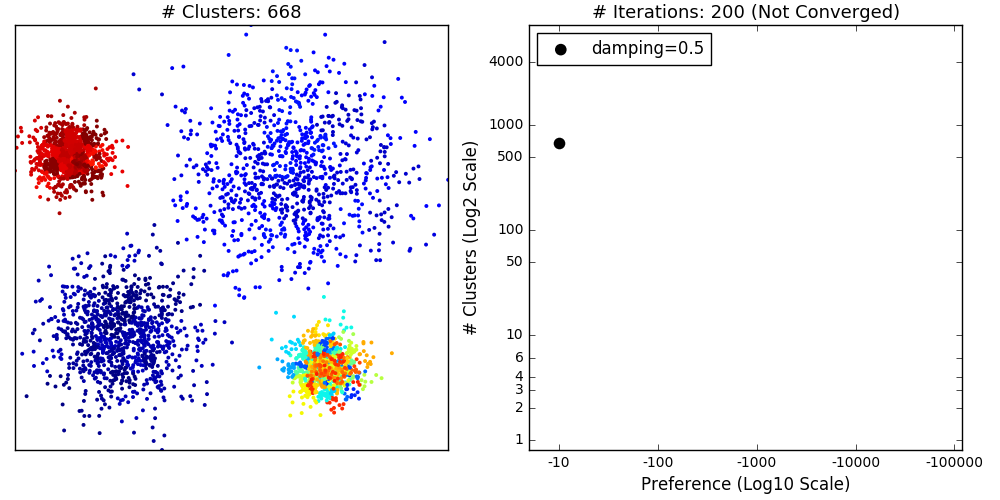 # Clusters: 668
# Iterations: 200 (Not Converged)
damping=0.5
# Clusters (Log2 Scale)
4000
1000
500
100
50
10
6
4
3
2
1
-10 -100 -1000 -10000 -100000
Preference (Log10 Scale)